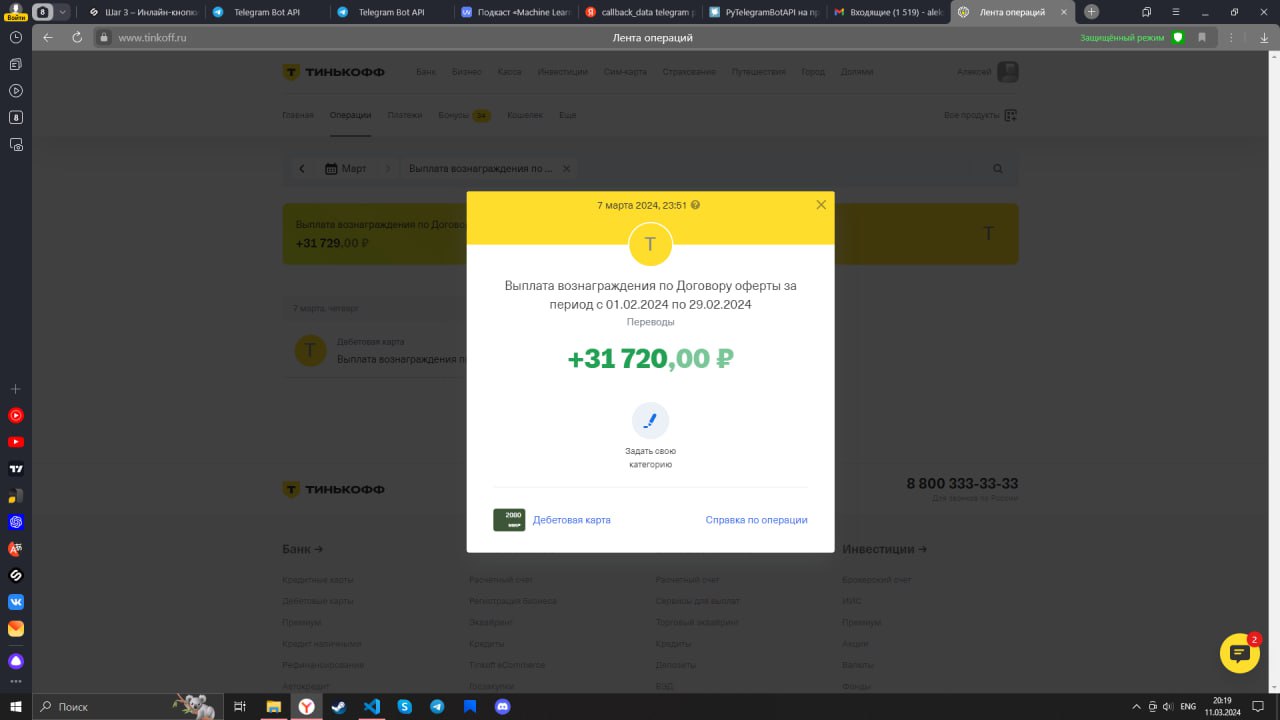 Войти
8
Шаг 3 — Инлайн-кнопк
Telegram Bot API
Telegram Bot API
Подкаст «Machine Learn
callback_data telegram p
PyTelegramBotAPI на пр
Входящие (1 519) - alek
Лента операций
www.tinkoff.ru
Лента операций
Защищённый режим
ТИНЬКОФФ
Банк
Бизнес
Касса
Инвестиции
Сим-карта
Страхование
Путешествия
Город
Долями
Алексей
Главная
Операции
Платежи
Бонусы
34
Кошелек
Еще
Все продукты
Март
Выплата вознаграждения по ...
7 марта 2024, 23:51
Выплата вознаграждения по Догово
+31 729,00 ₽
Т
Т
Выплата вознаграждения по Договору оферты за
период с 01.02.2024 по 29.02.2024
Переводы
+31 720,00 ₽
7 марта, четверг
Т
Дебетовая карта
Выплата вознаграждения п
Задать свою
категорию
2080
МИР
Дебетовая карта
Справка по операции
ТИНЬКОФФ
8 800 333-33-33
Для звонков по России
Банк →
Инвестиции →
Кредитные карты
Расчетный счет
Расчетный счет
Брокерский счет
Дебетовые карты
Регистрация бизнеса
Сервисы для выплат
ИИС
Премиум
Эквайринг
Торговый эквайринг
Премиум
Кредит наличными
Кредиты
Кредиты
Акции
Рефинансирование
Tinkoff eCommerce
Депозиты
Валюты
Автокредит
Госзакупки
ВЭД
Фонды
2
Поиск
ENG
20:19
11.03.2024